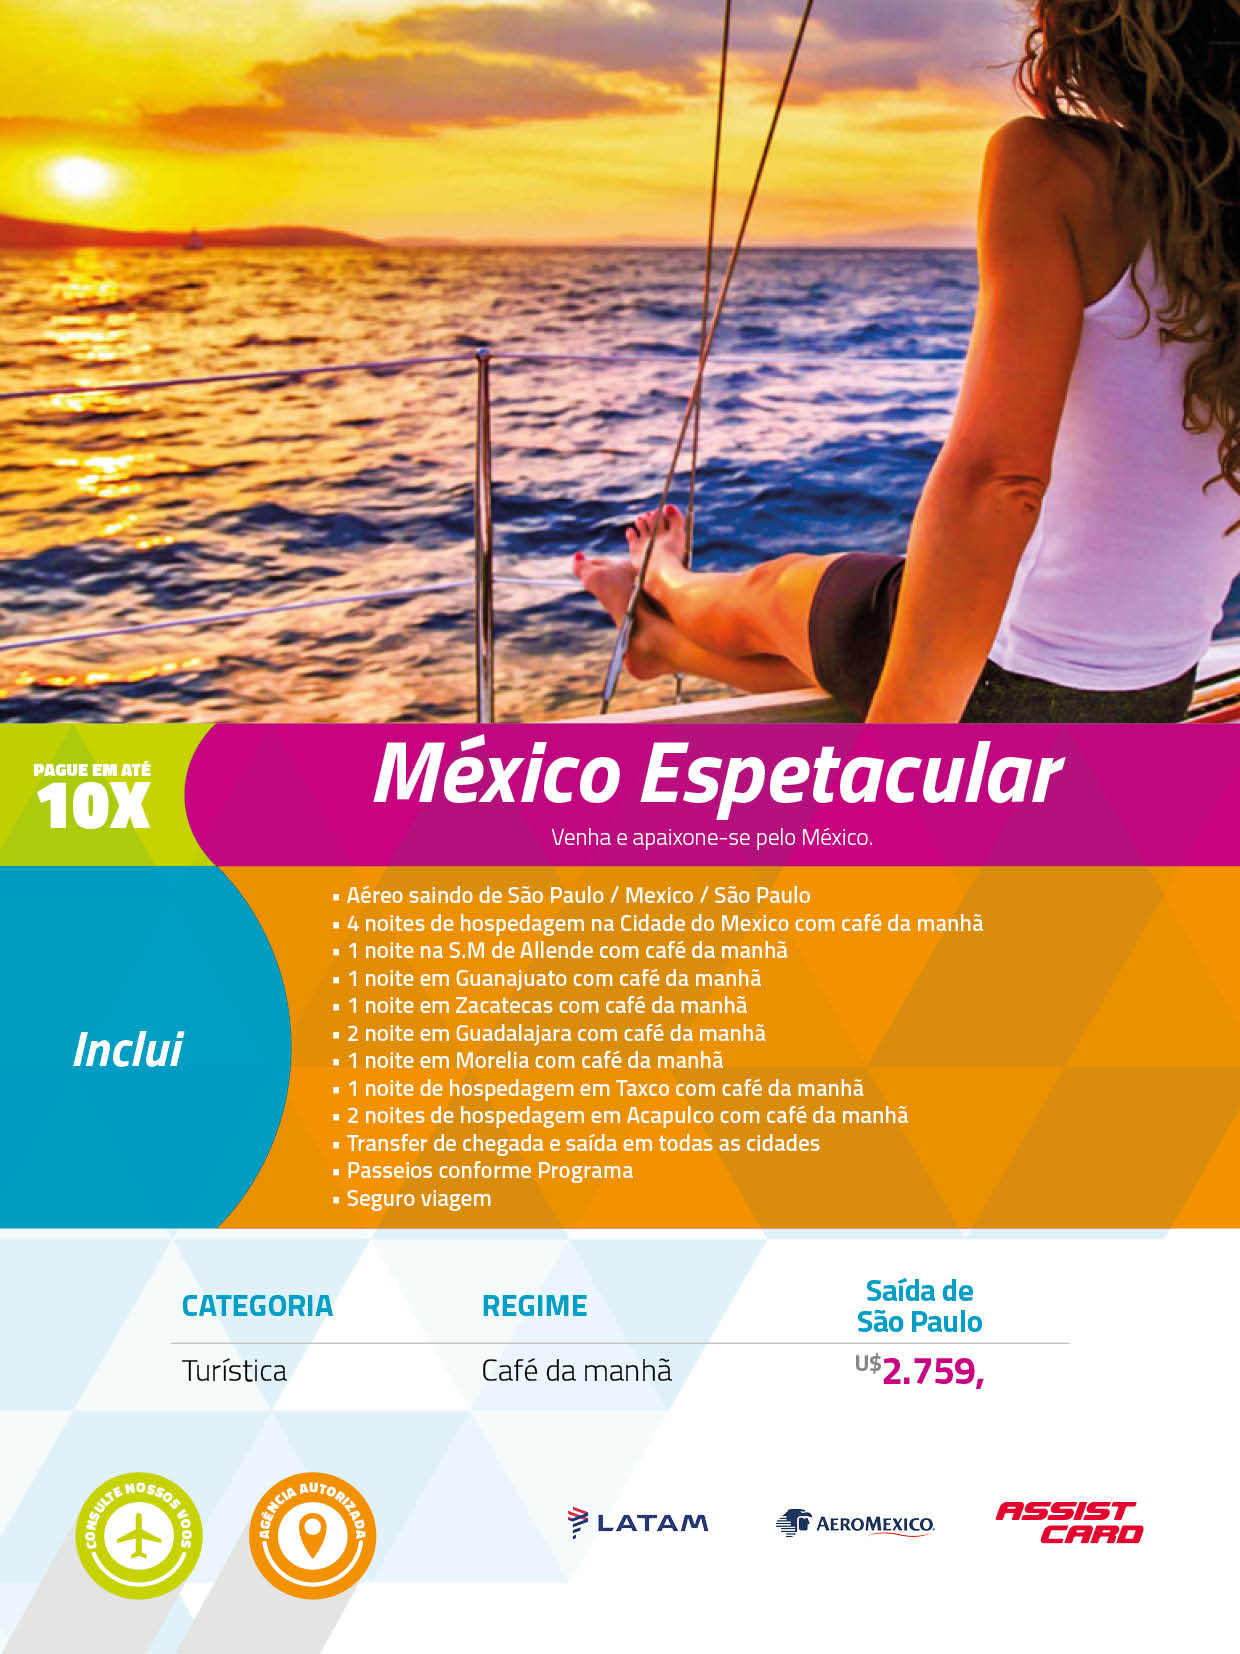 PAGUE EM ATÉ
10X
México Espetacular
Venha e apaixone-se pelo México.
Inclui
▪ Aéreo saindo de São Paulo / Mexico / São Paulo
▪ 4 noites de hospedagem na Cidade do Mexico com café da manhã
▪ 1 noite na S.M de Allende com café da manhã
▪ 1 noite em Guanajuato com café da manhã
▪ 1 noite em Zacatecas com café da manhã
▪ 2 noite em Guadalajara com café da manhã
▪ 1 noite em Morelia com café da manhã
▪ 1 noite de hospedagem em Taxco com café da manhã
▪ 2 noites de hospedagem em Acapulco com café da manhã
▪ Transfer de chegada e saída em todas as cidades
▪ Passeios conforme Programa
▪ Seguro viagem
CATEGORIA REGIME Saída de
São Paulo
Turística Café da manhã U$2.759,
CONSULTE NOSSOS VOOS
AGÊNCIA AUTORIZADA
LATAM
AEROMEXICO.
ASSIST
CARD